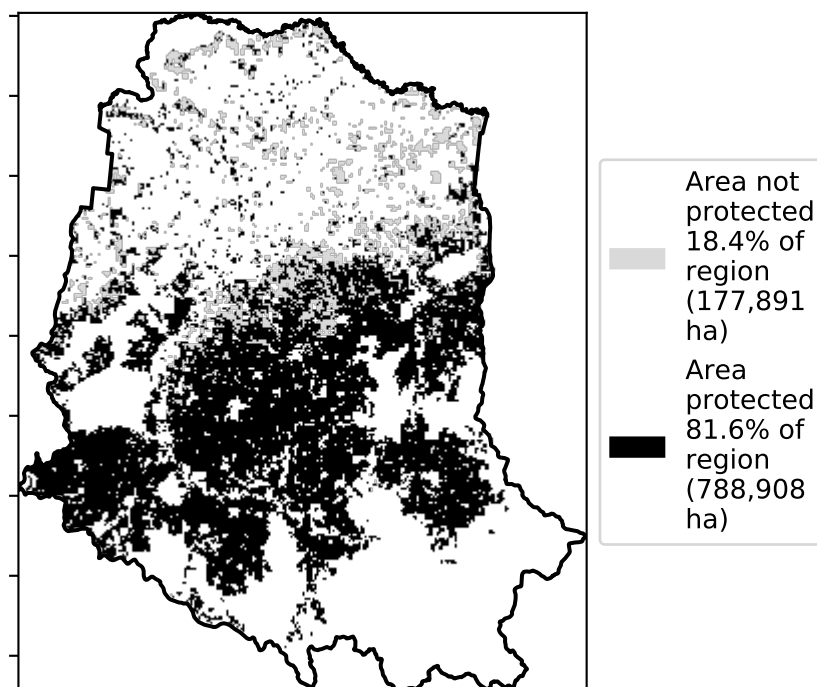 Area not
protected
18.4% of
region
(177,891
ha)
Area
protected
81.6% of
region
(788,908
ha)